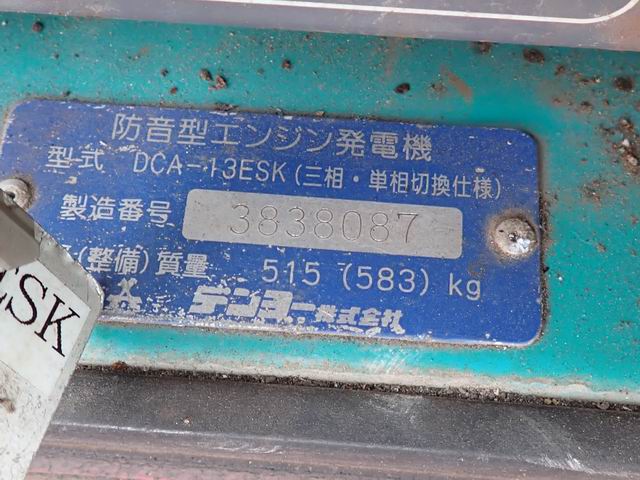 防音型エンジン発電機
型式 DCA-13ESK(三相・単相切換仕様)
製造番号 3838087
(整備)質量 515 (583) kg
デンヨー株式会社
ESK